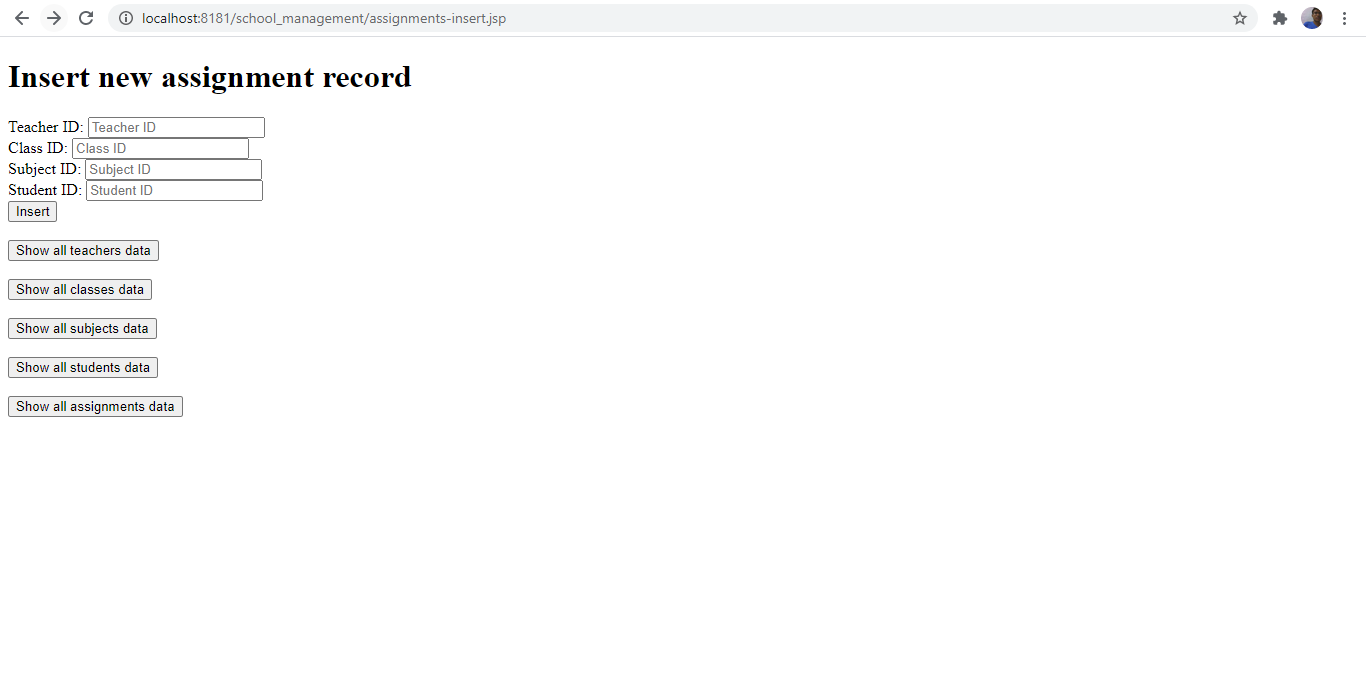 localhost:8181/school_management/assignments-insert.jsp
Insert new assignment record
Teacher ID: Teacher ID
Class ID: Class ID
Subject ID: Subject ID
Student ID: Student ID
Insert
Show all teachers data
Show all classes data
Show all subjects data
Show all students data
Show all assignments data